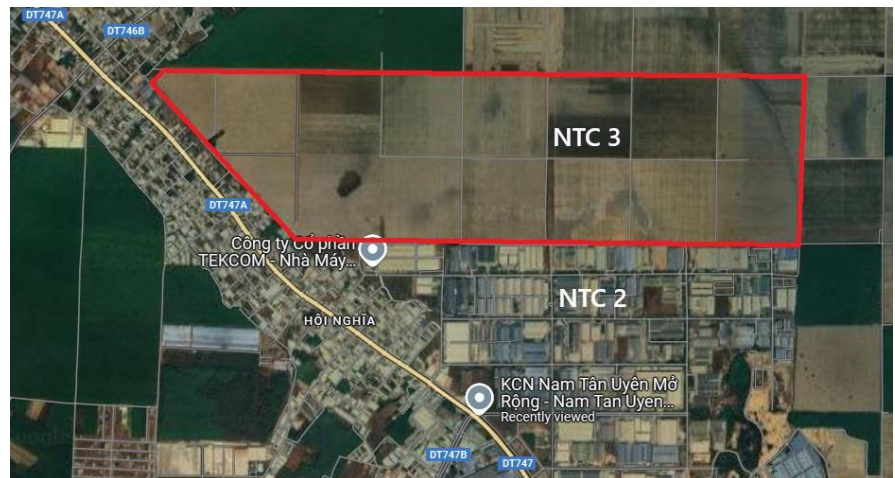 DT747A
DT746B
NTC 3
DT747A
Công ty Cổ phần
TEKCOM - Nhà Máy...
NTC 2
HỘI NGHĨA
KCN Nam Tân Uyên Mở
Rộng - Nam Tan Uyen...
Recently viewed
DT747B
DT747